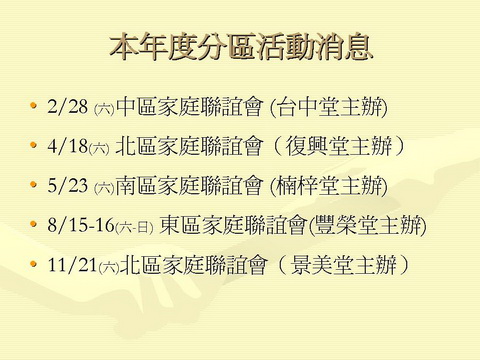 本年度分區活動消息
• 2/28 (六)中區家庭聯誼會 (台中堂主辦)
• 4/18(六) 北區家庭聯誼會（復興堂主辦）
• 5/23 (六)南區家庭聯誼會 (楠梓堂主辦)
• 8/15-16(六-日) 東區家庭聯誼會(豐榮堂主辦)
• 11/21(六)北區家庭聯誼會（景美堂主辦）